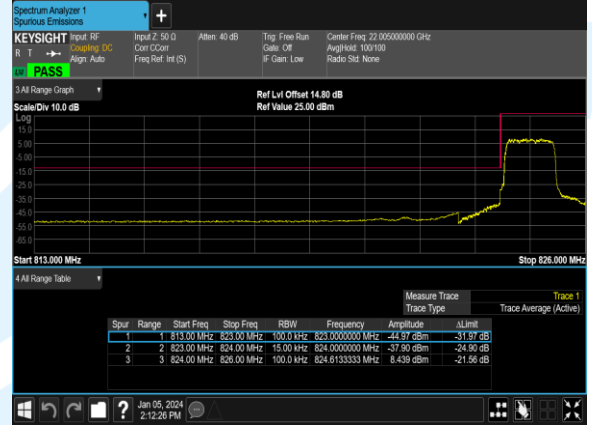 Spectrum Analyzer 1
Spurious Emissions
KEYSIGHT Input: RF Input Z: 50 Ω Atten: 40 dB Trig: Free Run Center Freq: 22.005000000 GHz
R T Coupling: DC Corr CCorr Gate: Off Avg|Hold: 100/100
Align: Auto Freq Ref: Int (S) IF Gain: Low Radio Std: None
PASS
3 All Range Graph
Ref Lvl Offset 14.80 dB
Scale/Div 10.0 dB Ref Value 25.00 dBm
Log
15.0
5.00
-5.00
-15.0
-25.0
-35.0
-45.0
-55.0
-65.0
Start 813.000 MHz Stop 826.000 MHz
4 All Range Table
Measure Trace Trace 1
Trace Type Trace Average (Active)
Spur Range Start Freq Stop Freq RBW Frequency Amplitude ΔLimit
1 1 813.00 MHz 823.00 MHz 100.0 kHz 823.0000000 MHz -44.97 dBm -31.97 dB
2 2 823.00 MHz 824.00 MHz 15.00 kHz 824.0000000 MHz -37.90 dBm -24.90 dB
3 3 824.00 MHz 826.00 MHz 100.0 kHz 824.6133333 MHz 8.439 dBm -21.56 dB
Jan 05, 2024
2:12:26 PM